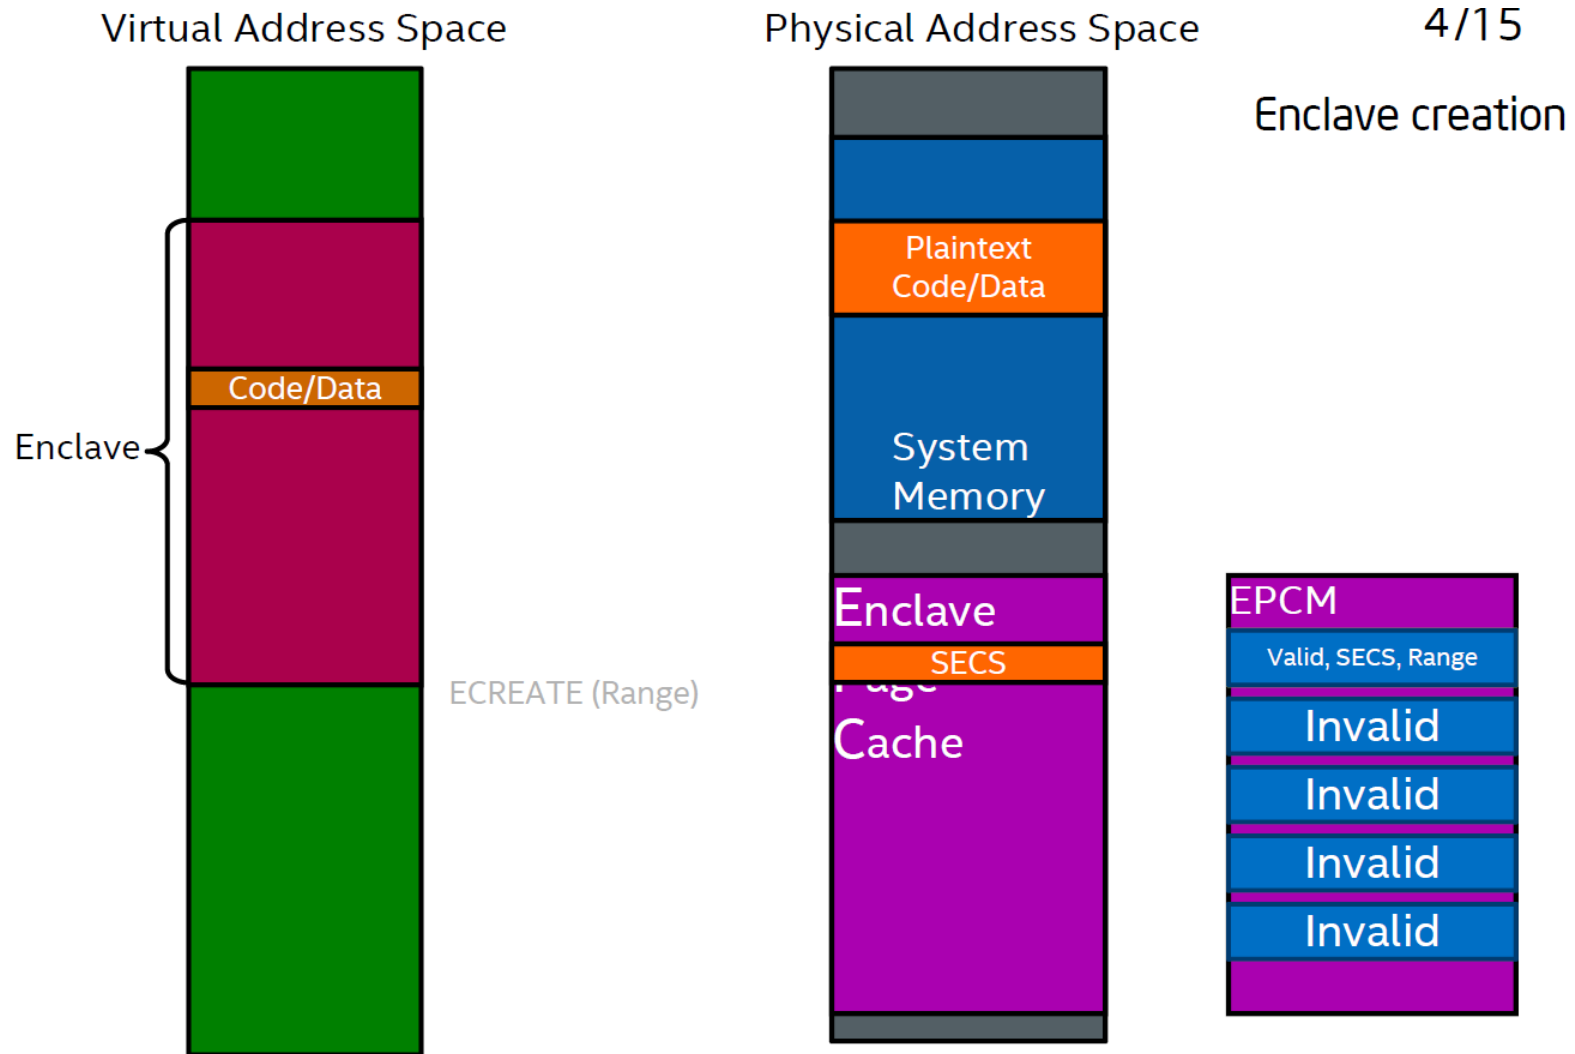 Virtual Address Space
Physical Address Space
4/15
Enclave creation
Plaintext
Code/Data
Code/Data
Enclave
System
Memory
Enclave
SECS
Page
Cache
ECREATE (Range)
EPCM
Valid, SECS, Range
Invalid
Invalid
Invalid
Invalid